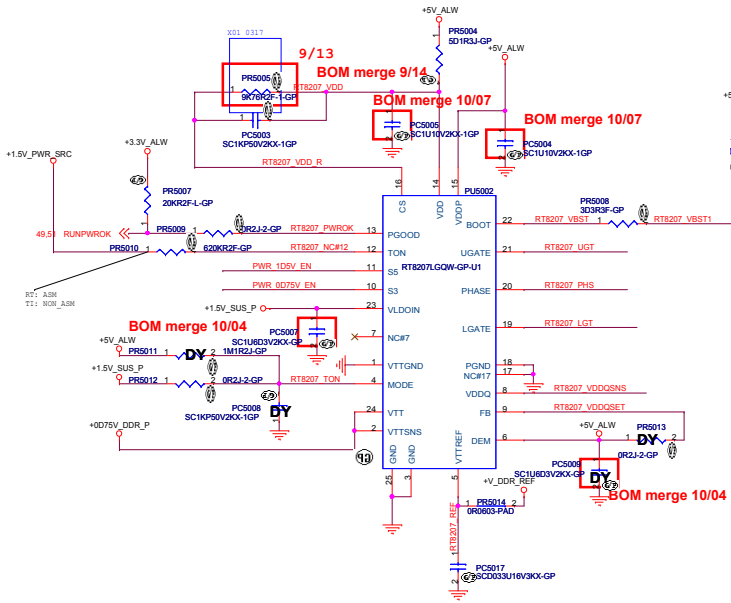 +5V_ALW
X01_0317
9/13
PR5004
5D1R3J-GP
+5V_ALW
PR5005
9K76R2F-1-GP
RT8207_VDD
BOM merge 9/14
BOM merge 10/07
PC5003
SC1KP50V2KX-1GP
PC5005
SC1U10V2KX-1GP
BOM merge 10/07
PC5004
SC1U10V2KX-1GP
+1.5V_PWR_SRC
+3.3V_ALW
RT8207_VDD_R
PR5007
20KR2F-L-GP
16
14
15
CS
VDD
VDDP
PU5002
RT8207LGQW-GP-U1
49,51 RUNPWROK
PR5009
0R2J-2-GP
RT8207_PWROK
13
PGOOD
PR5010
620KR2F-GP
RT8207_NC#12
12
TON
PWR_1D5V_EN
11
S5
PWR_0D75V_EN
10
S3
RT: ASM
TI: NON_ASM
+1.5V_SUS_P
23
VLDOIN
BOM merge 10/04
PC5007
SC1U6D3V2KX-GP
7
NC#7
+5V_ALW
PR5011
DY
1M1R2J-GP
1
VTTGND
+1.5V_SUS_P
PR5012
0R2J-2-GP
RT8207_TON
4
MODE
PC5008
SC1KP50V2KX-1GP
DY
+0D75V_DDR_P
24
VTT
2
VTTSNS
GND
GND
25
3
VTTREF
5
BOOT
22
RT8207_VBST
PR5008
3D3R3F-GP
RT8207_VBST1
UGATE
21
RT8207_UGT
PHASE
20
RT8207_PHS
LGATE
19
RT8207_LGT
PGND
18
NC#17
17
VDDQ
8
RT8207_VDDQSNS
FB
9
RT8207_VDDQSET
DEM
6
+5V_ALW
PR5013
DY
0R2J-2-GP
PC5009
SC1U6D3V2KX-GP
DY
BOM merge 10/04
+V_DDR_REF
PR5014
0R0603-PAD
RT8207_REF
PC5017
SCD033U16V3KX-GP